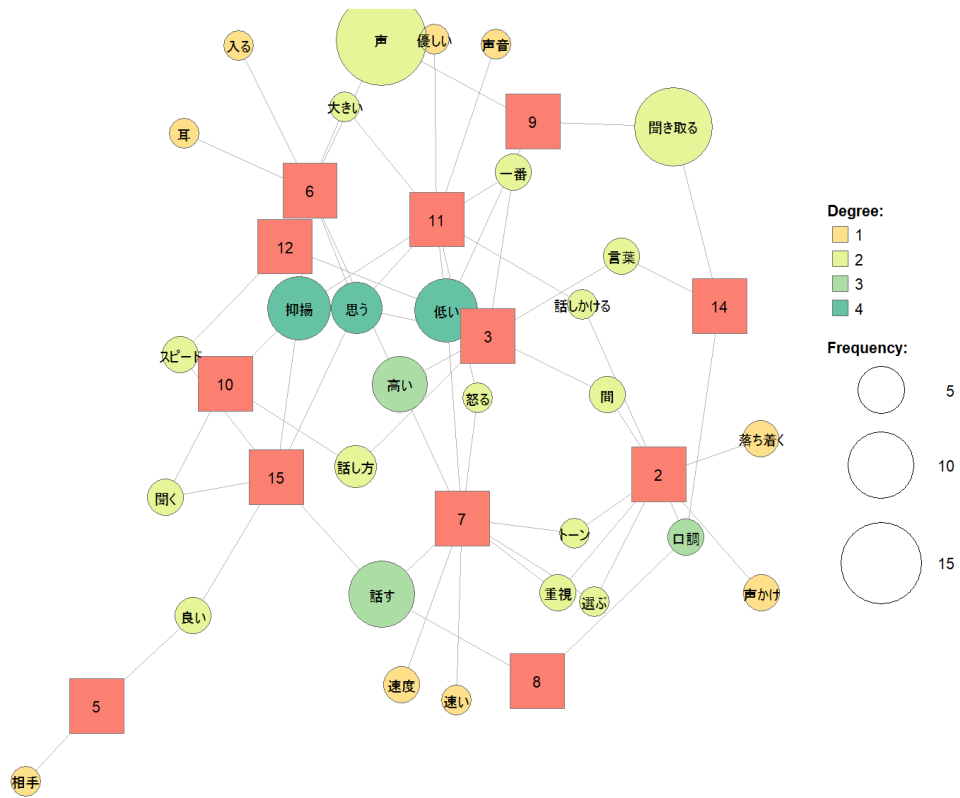 声
優しい
声音
入る
大きい
9
聞き取る
耳
一番
6
11
12
言葉
抑揚
思う
低い
話しかける
14
3
スピード
10
高い
怒る
間
落ち着く
話し方
15
2
聞く
7
トーン
口調
話す
重視
選ぶ
声かけ
良い
8
速度
速い
5
相手
Degree:
1
2
3
4
Frequency:
5
10
15